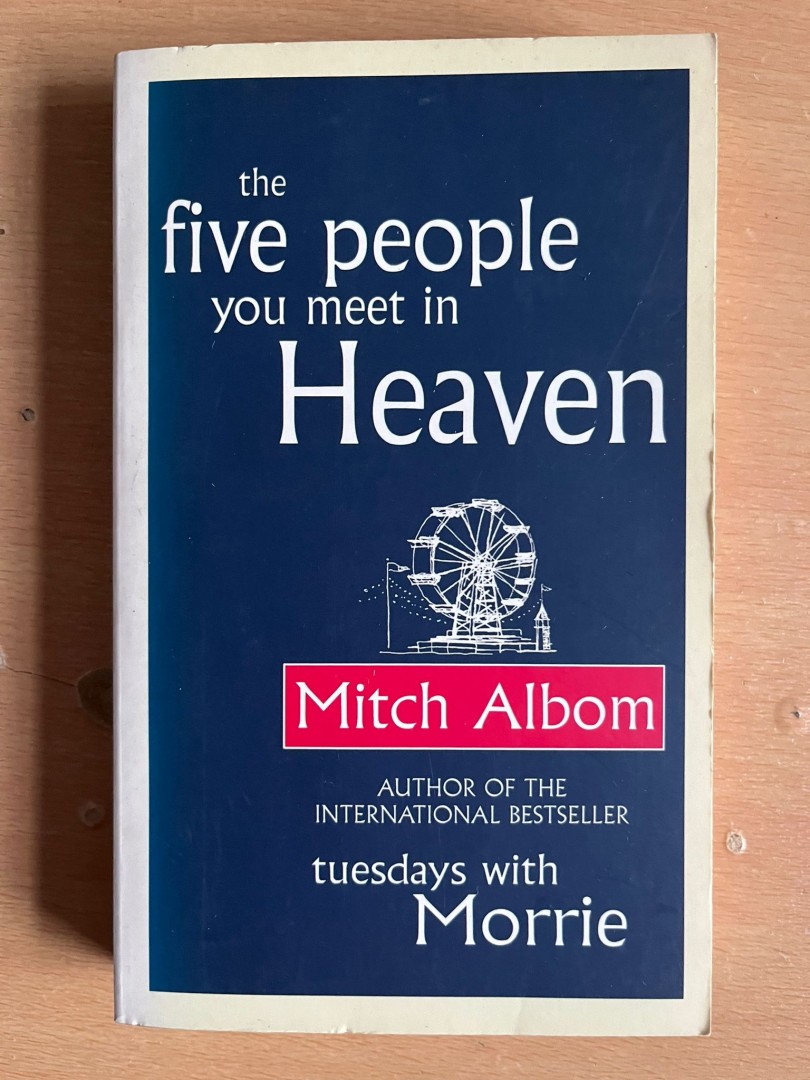 the
five people
you meet in
Heaven
Mitch Albom
AUTHOR OF THE
INTERNATIONAL BESTSELLER
tuesdays with
Morrie